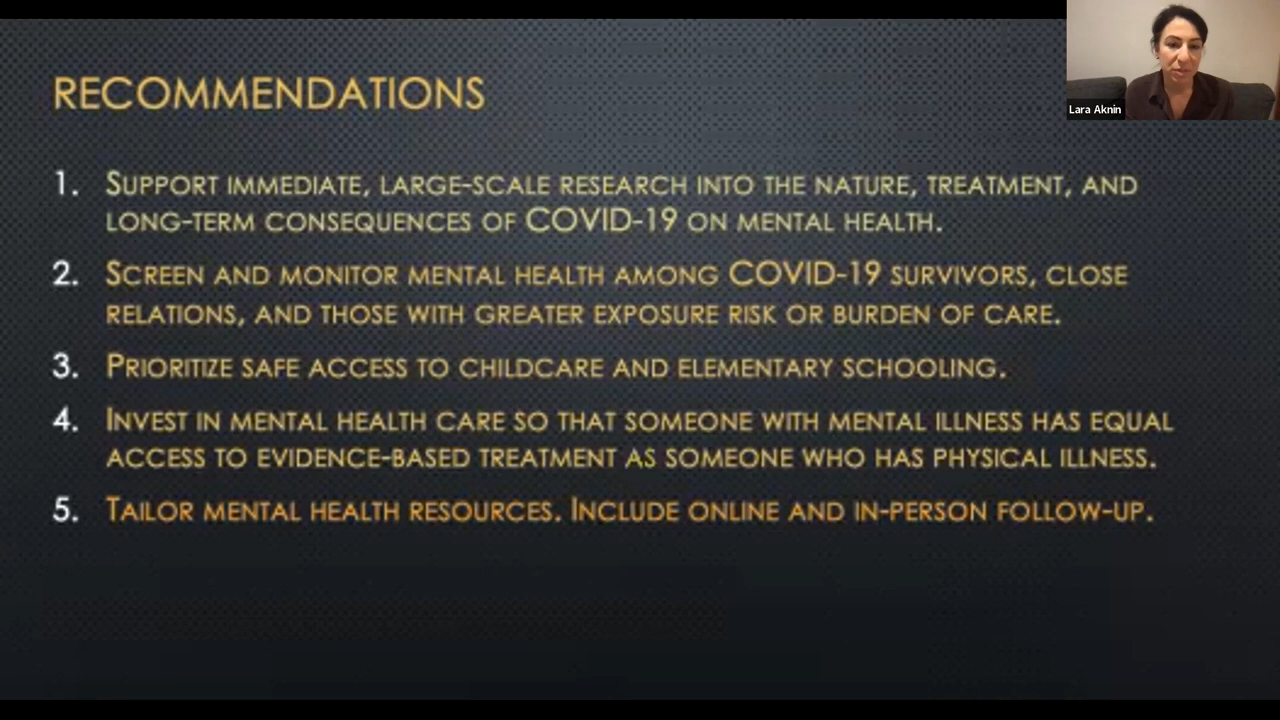 RECOMMENDATIONS
Lara Aknin
1. SUPPORT IMMEDIATE, LARGE-SCALE RESEARCH INTO THE NATURE, TREATMENT, AND
LONG-TERM CONSEQUENCES OF COVID-19 ON MENTAL HEALTH.
2. SCREEN AND MONITOR MENTAL HEALTH AMONG COVID-19 SURVIVORS, CLOSE
RELATIONS, AND THOSE WITH GREATER EXPOSURE RISK OR BURDEN OF CARE.
3. PRIORITIZE SAFE ACCESS TO CHILDCARE AND ELEMENTARY SCHOOLING.
4. INVEST IN MENTAL HEALTH CARE SO THAT SOMEONE WITH MENTAL ILLNESS HAS EQUAL
ACCESS TO EVIDENCE-BASED TREATMENT AS SOMEONE WHO HAS PHYSICAL ILLNESS.
5. TAILOR MENTAL HEALTH RESOURCES. INCLUDE ONLINE AND IN-PERSON FOLLOW-UP.